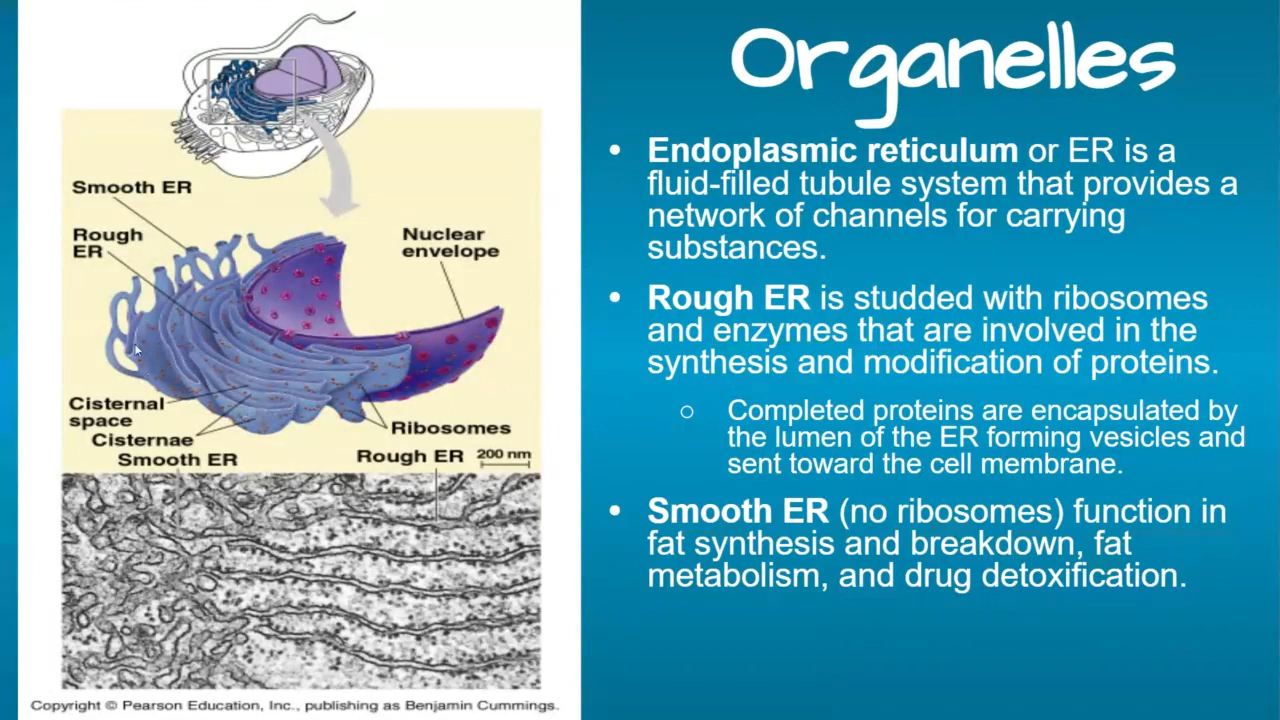 Organelles
Smooth ER
Rough
ER
Nuclear
envelope
Cisternal
space
Cisternae
Ribosomes
Smooth ER
Rough ER
200 nm
Copyright © Pearson Education, Inc., publishing as Benjamin Cummings.
• Endoplasmic reticulum or ER is a
fluid-filled tubule system that provides a
network of channels for carrying
substances.
• Rough ER is studded with ribosomes
and enzymes that are involved in the
synthesis and modification of proteins.
○ Completed proteins are encapsulated by
the lumen of the ER forming vesicles and
sent toward the cell membrane.
• Smooth ER (no ribosomes) function in
fat synthesis and breakdown, fat
metabolism, and drug detoxification.